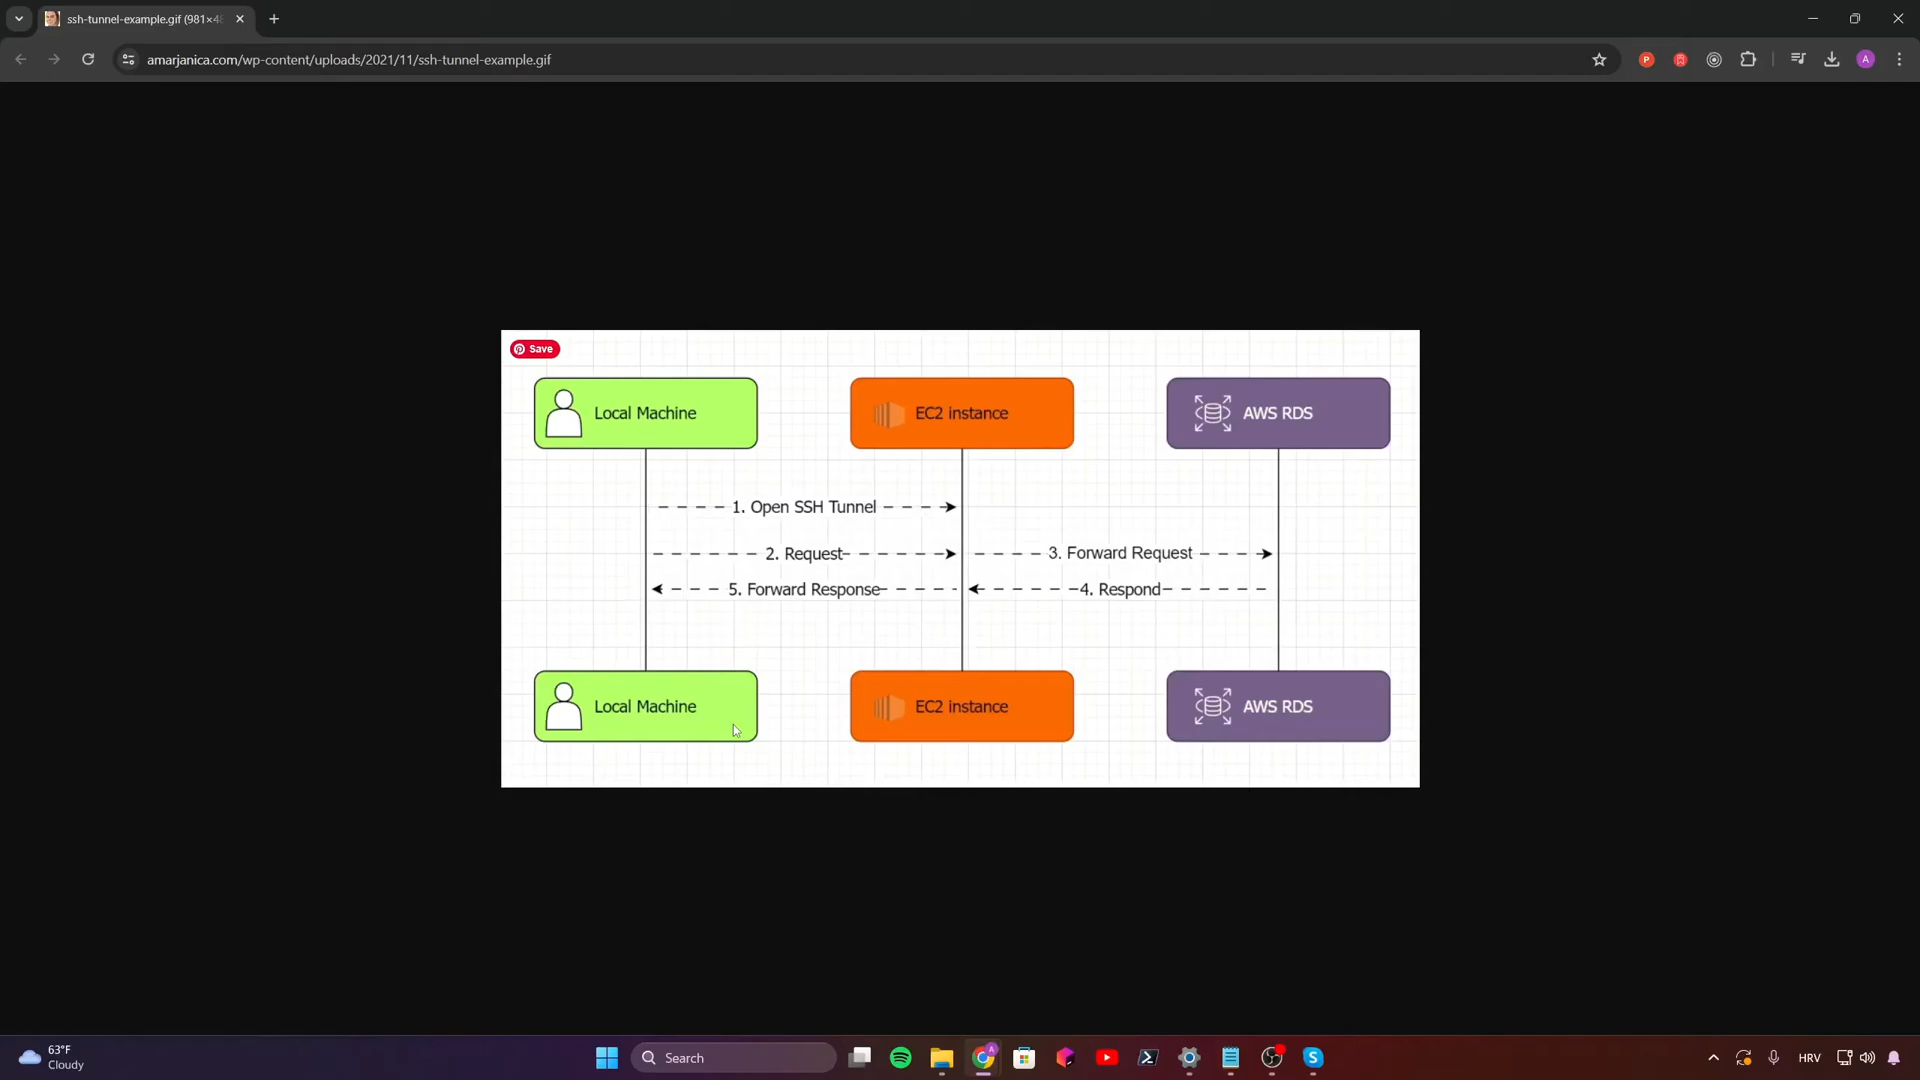 ssh-tunnel-example.gif (981×48
amarjanica.com/wp-content/uploads/2021/11/ssh-tunnel-example.gif
P
A
Save
Local Machine
EC2 instance
AWS RDS
1. Open SSH Tunnel
2. Request
3. Forward Request
5. Forward Response
4. Respond
Local Machine
EC2 instance
AWS RDS
63°F
Cloudy
Search
A
S
HRV